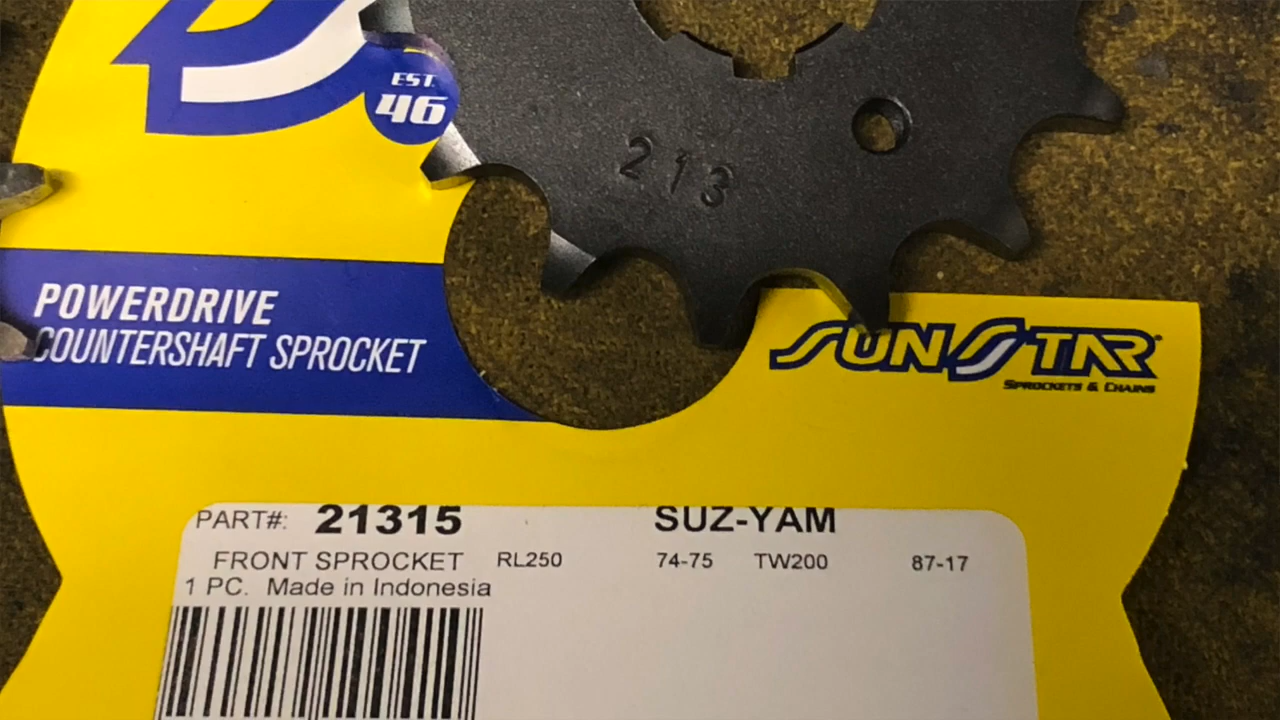 EST.
46
213
POWERDRIVE
COUNTERSHAFT SPROCKET
SUNSTAR
SPROCKETS & CHAINS
PART#: 21315 SUZ-YAM
FRONT SPROCKET RL250 74-75 TW200 87-17
1 PC. Made in Indonesia